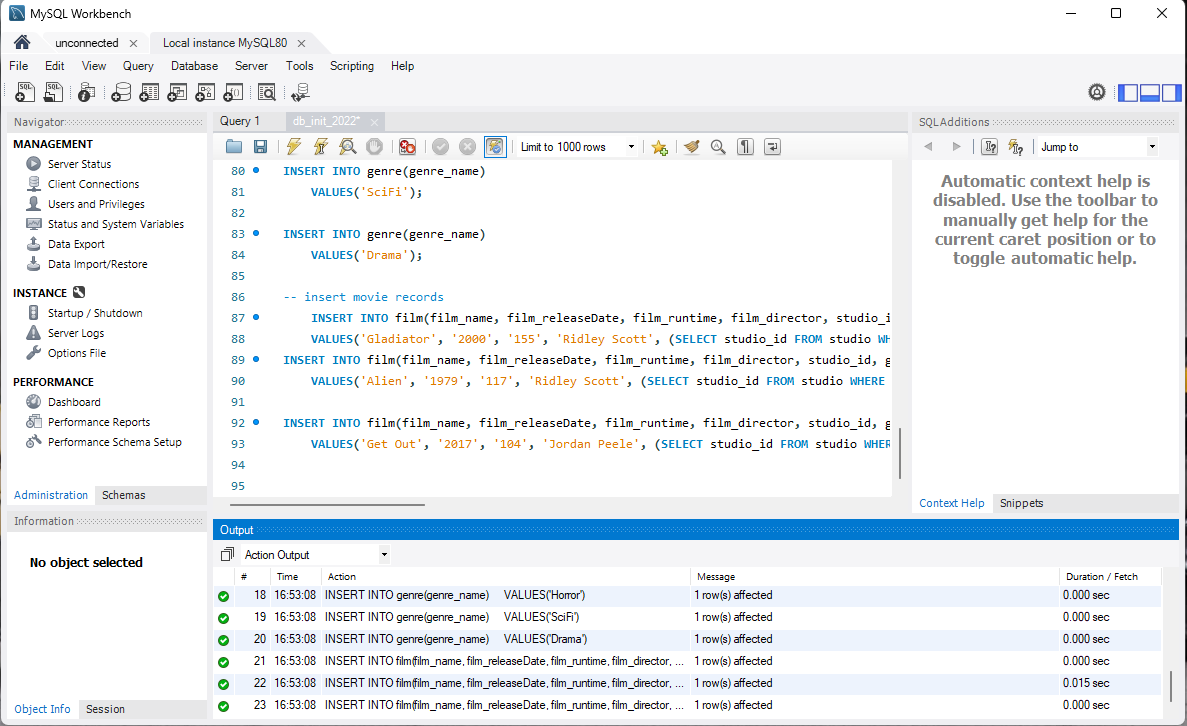 MySQL Workbench
unconnected
Local instance MySQL80
File Edit View Query Database Server Tools Scripting Help
Navigator
MANAGEMENT
Server Status
Client Connections
Users and Privileges
Status and System Variables
Data Export
Data Import/Restore
INSTANCE
Startup / Shutdown
Server Logs
Options File
PERFORMANCE
Dashboard
Performance Reports
Performance Schema Setup
Administration Schemas
Information
No object selected
Object Info Session
Query 1 db_init_2022*
Limit to 1000 rows
80 INSERT INTO genre(genre_name)
81 VALUES('SciFi');
82
83 INSERT INTO genre(genre_name)
84 VALUES('Drama');
85
86 -- insert movie records
87 INSERT INTO film(film_name, film_releaseDate, film_runtime, film_director, studio_i
88 VALUES('Gladiator', '2000', '155', 'Ridley Scott', (SELECT studio_id FROM studio WH
89 INSERT INTO film(film_name, film_releaseDate, film_runtime, film_director, studio_id, g
90 VALUES('Alien', '1979', '117', 'Ridley Scott', (SELECT studio_id FROM studio WHERE
91
92 INSERT INTO film(film_name, film_releaseDate, film_runtime, film_director, studio_id, g
93 VALUES('Get Out', '2017', '104', 'Jordan Peele', (SELECT studio_id FROM studio WHER
94
95
SQLAdditions
Jump to
Automatic context help is
disabled. Use the toolbar to
manually get help for the
current caret position or to
toggle automatic help.
Context Help Snippets
Output
Action Output
# Time Action Message Duration / Fetch
18 16:53:08 INSERT INTO genre(genre_name) VALUES('Horror') 1 row(s) affected 0.000 sec
19 16:53:08 INSERT INTO genre(genre_name) VALUES('SciFi') 1 row(s) affected 0.000 sec
20 16:53:08 INSERT INTO genre(genre_name) VALUES('Drama') 1 row(s) affected 0.000 sec
21 16:53:08 INSERT INTO film(film_name, film_releaseDate, film_runtime, film_director, ... 1 row(s) affected 0.000 sec
22 16:53:08 INSERT INTO film(film_name, film_releaseDate, film_runtime, film_director, ... 1 row(s) affected 0.015 sec
23 16:53:08 INSERT INTO film(film_name, film_releaseDate, film_runtime, film_director, ... 1 row(s) affected 0.000 sec